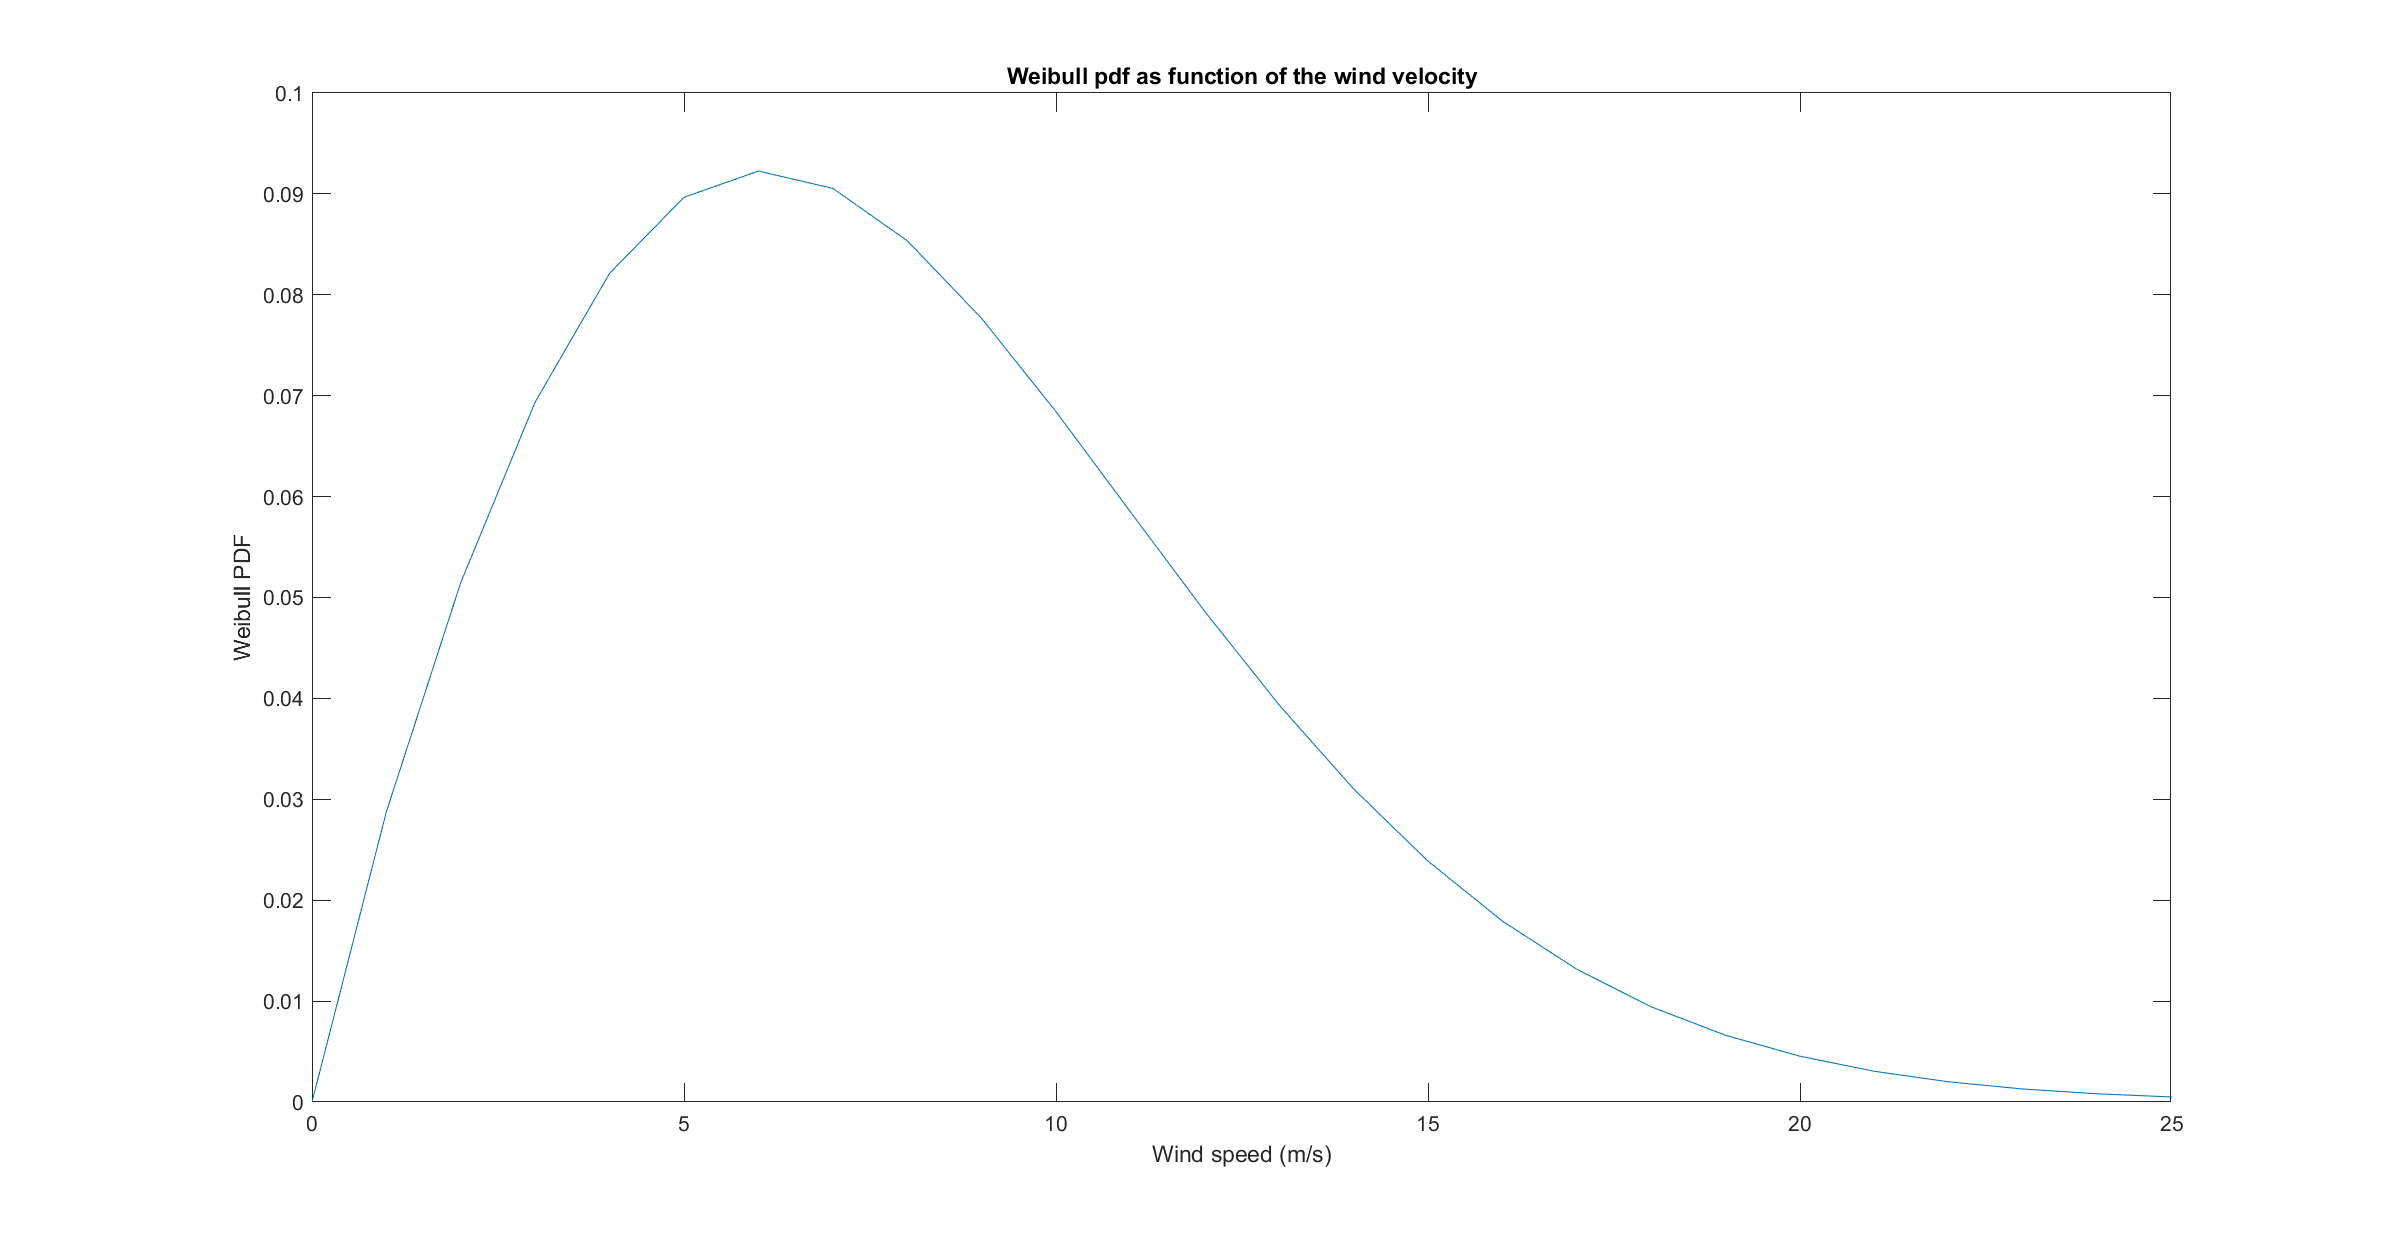 Weibull pdf as function of the wind velocity
0.1
0.09
0.08
0.07
0.06
0.05
0.04
0.03
0.02
0.01
0
Weibull PDF
0 5 10 15 20 25
Wind speed (m/s)